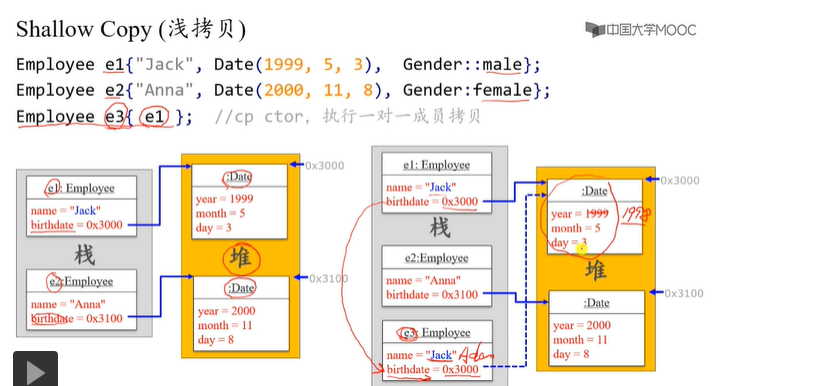 Shallow Copy (浅拷贝)
中国大学MOOC
Employee e1{"Jack", Date(1999, 5, 3),  Gender::male};
Employee e2{"Anna", Date(2000, 11, 8), Gender:female};
Employee e3{ e1 };  //cp ctor，执行一对一成员拷贝
e1: Employee
name = "Jack"
birthdate = 0x3000
栈
e2:Employee
name = "Anna"
birthdate = 0x3100
:Date
year = 1999
month = 5
day = 3
0x3000
堆
:Date
year = 2000
month = 11
day = 8
0x3100
e1: Employee
name = "Jack"
birthdate = 0x3000
栈
e2:Employee
name = "Anna"
birthdate = 0x3100
e3: Employee
name = "Jack" Adam
birthdate = 0x3000
:Date
year = 1999 1998
month = 5
day = 3
0x3000
堆
:Date
year = 2000
month = 11
day = 8
0x3100